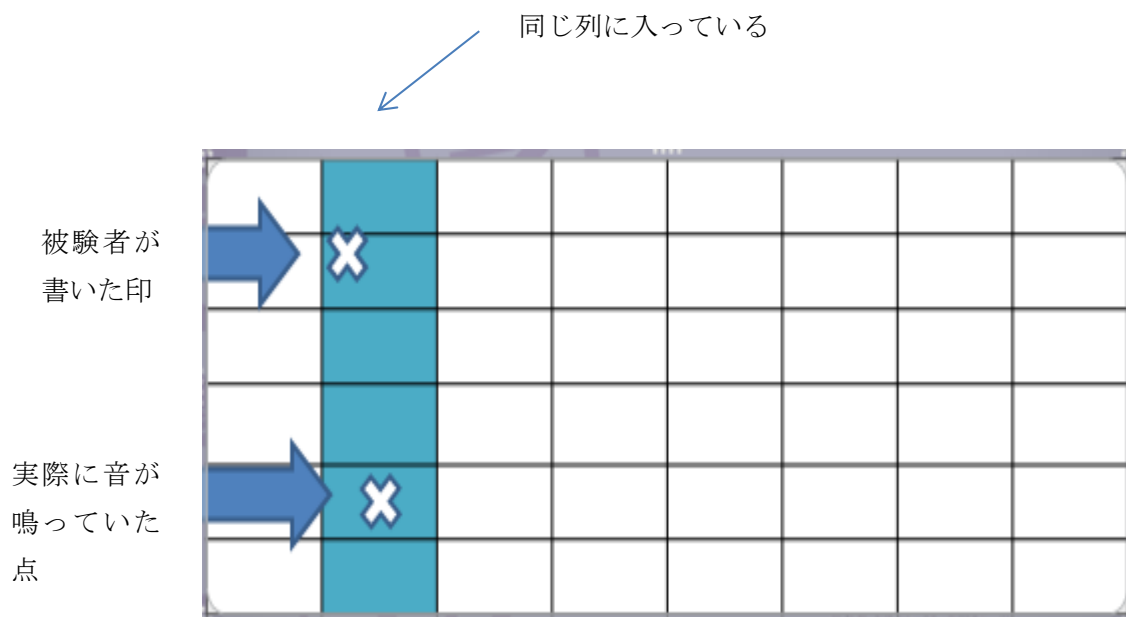 同じ列に入っている
被験者が
書いた印
実際に音が
鳴っていた
点